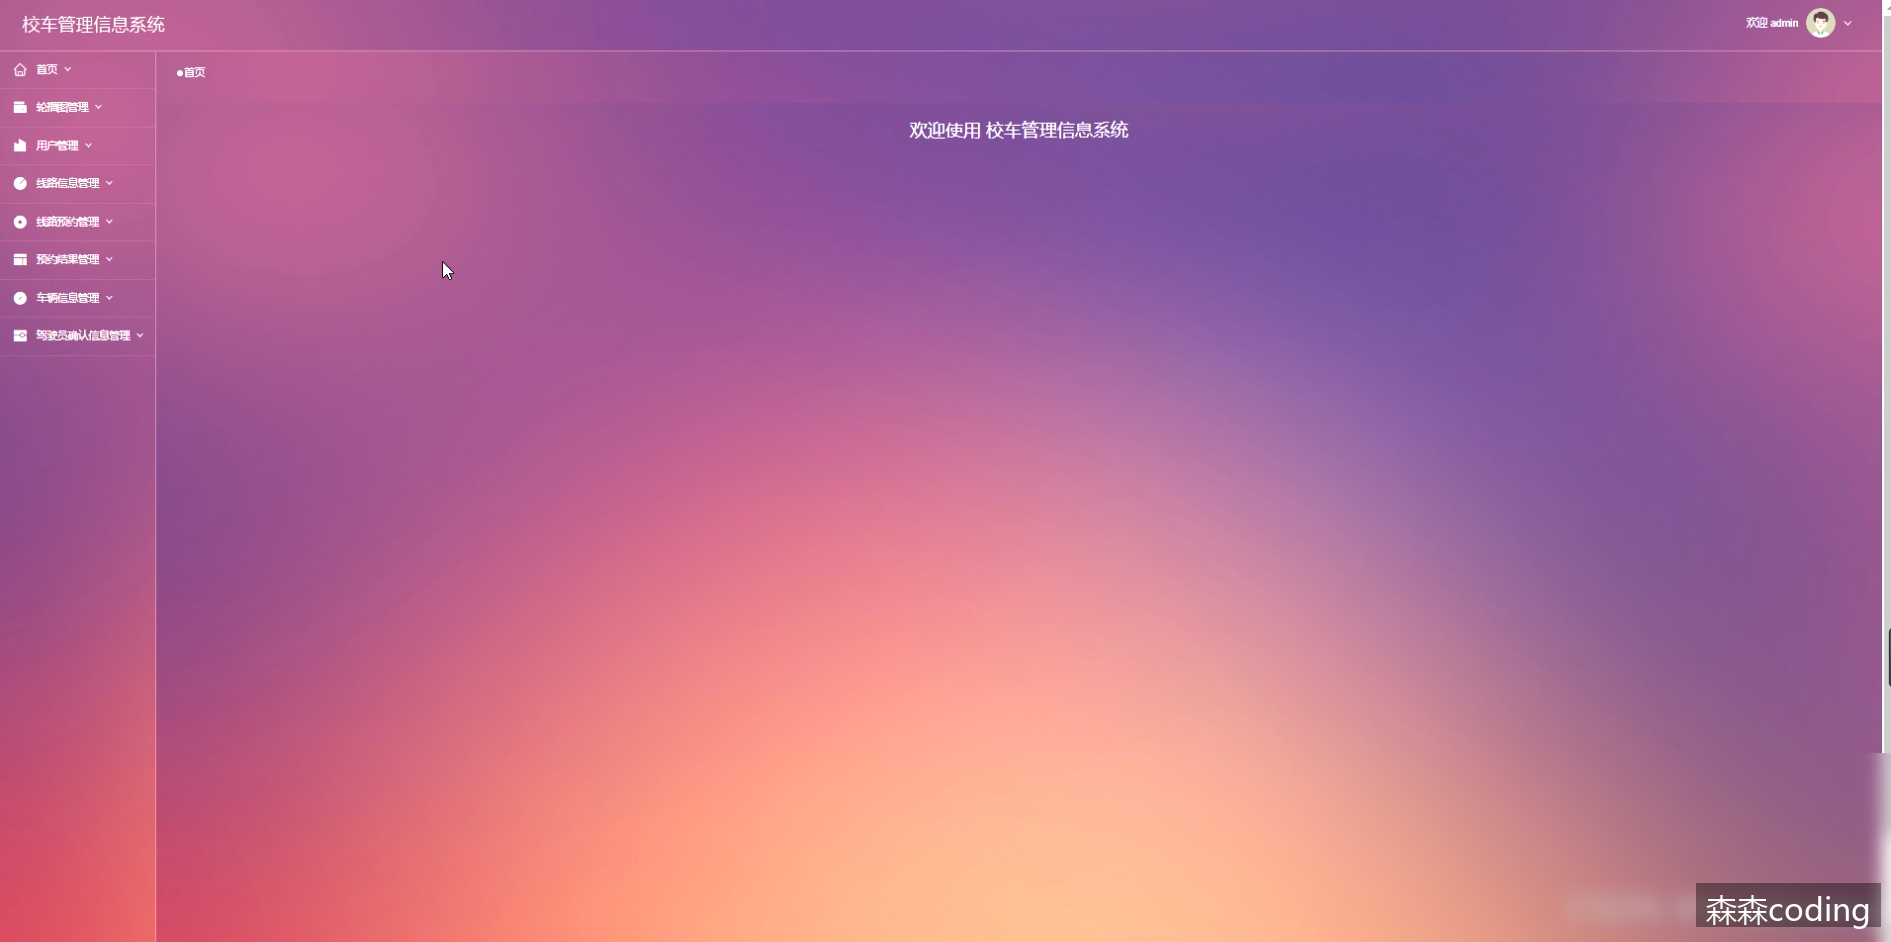 校车管理信息系统
欢迎 admin
首页
●首页
轮播图管理
欢迎使用 校车管理信息系统
用户管理
线路信息管理
线路预约管理
预约结果管理
车辆信息管理
驾驶员确认信息管理
森森coding